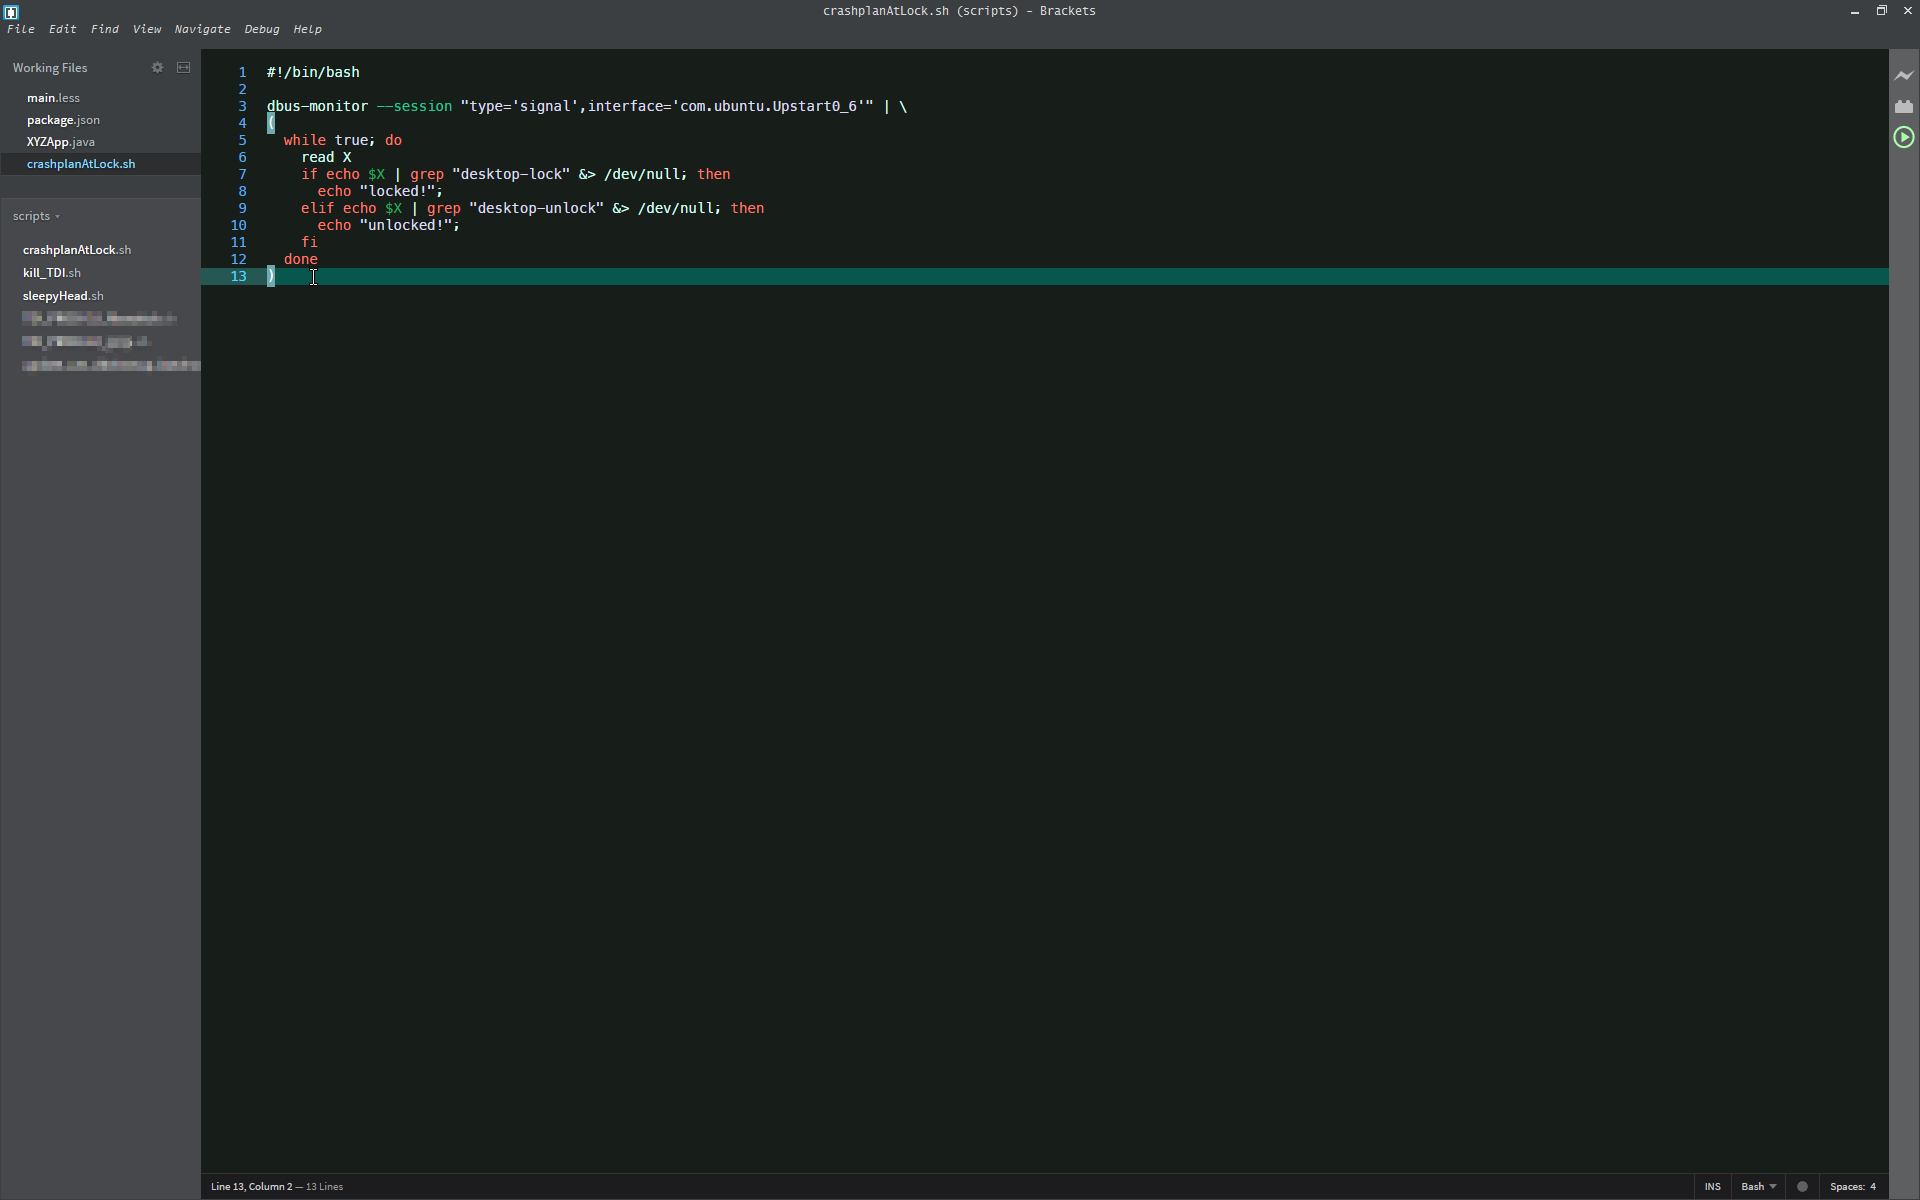 crashplanAtLock.sh (scripts) - Brackets
File Edit Find View Navigate Debug Help
Working Files
main.less
package.json
XYZApp.java
crashplanAtLock.sh
scripts
crashplanAtLock.sh
kill_TDI.sh
sleepyHead.sh
1 #!/bin/bash
2
3 dbus-monitor --session "type='signal',interface='com.ubuntu.Upstart0_6'" | \
4 (
5 while true; do
6 read X
7 if echo $X | grep "desktop-lock" &> /dev/null; then
8 echo "locked!";
9 elif echo $X | grep "desktop-unlock" &> /dev/null; then
10 echo "unlocked!";
11 fi
12 done
13 )
Line 13, Column 2 — 13 Lines
INS Bash Spaces: 4